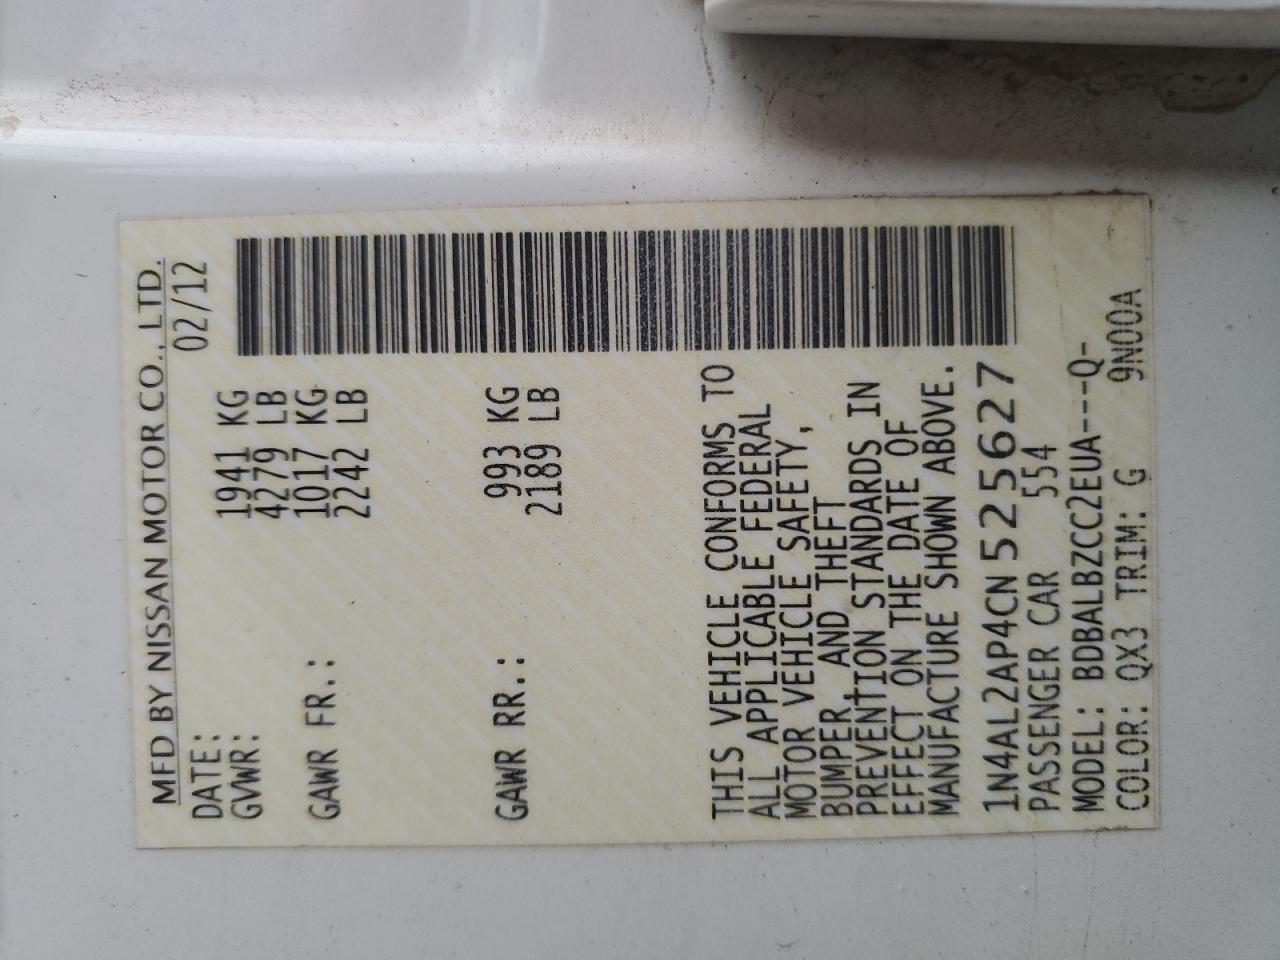 MFD BY NISSAN MOTOR CO., LTD.
DATE: 02/12
GVWR: 1941 KG
4279 LB
GAWR FR.: 1017 KG
2242 LB
GAWR RR.: 993 KG
2189 LB
THIS VEHICLE CONFORMS TO
ALL APPLICABLE FEDERAL
MOTOR VEHICLE SAFETY,
BUMPER, AND THEFT
PREVENTION STANDARDS IN
EFFECT ON THE DATE OF
MANUFACTURE SHOWN ABOVE.
1N4AL2AP4CN525627
PASSENGER CAR 554
MODEL: BDBALBZCC2EUA---Q-
COLOR: QX3 TRIM: G 9N00A